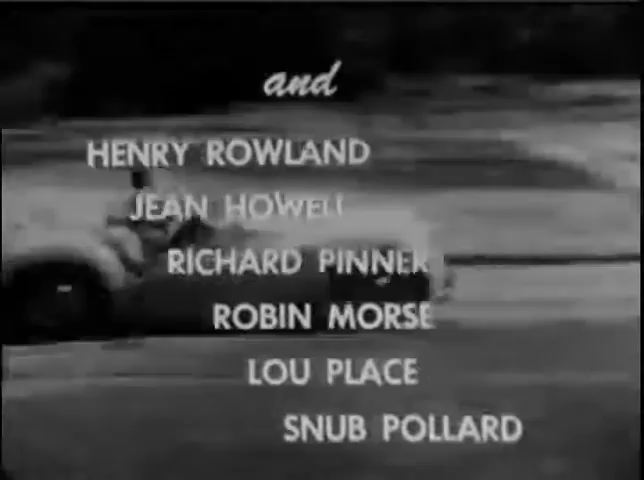 and
HENRY ROWLAND
JEAN HOWELL
RICHARD PINNER
ROBIN MORSE
LOU PLACE
SNUB POLLARD